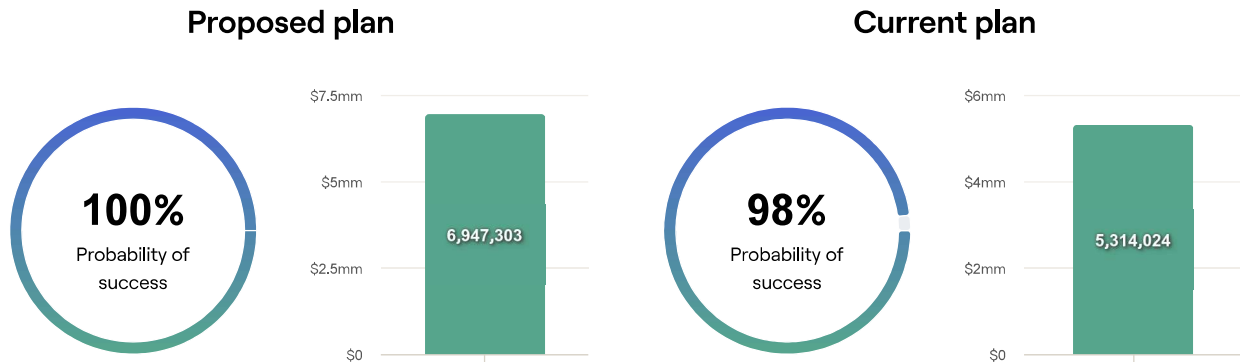 Proposed plan
100%
Probability of
success
$7.5mm
$5mm
$2.5mm
$0
6,947,303
Current plan
98%
Probability of
success
$6mm
$4mm
$2mm
$0
5,314,024